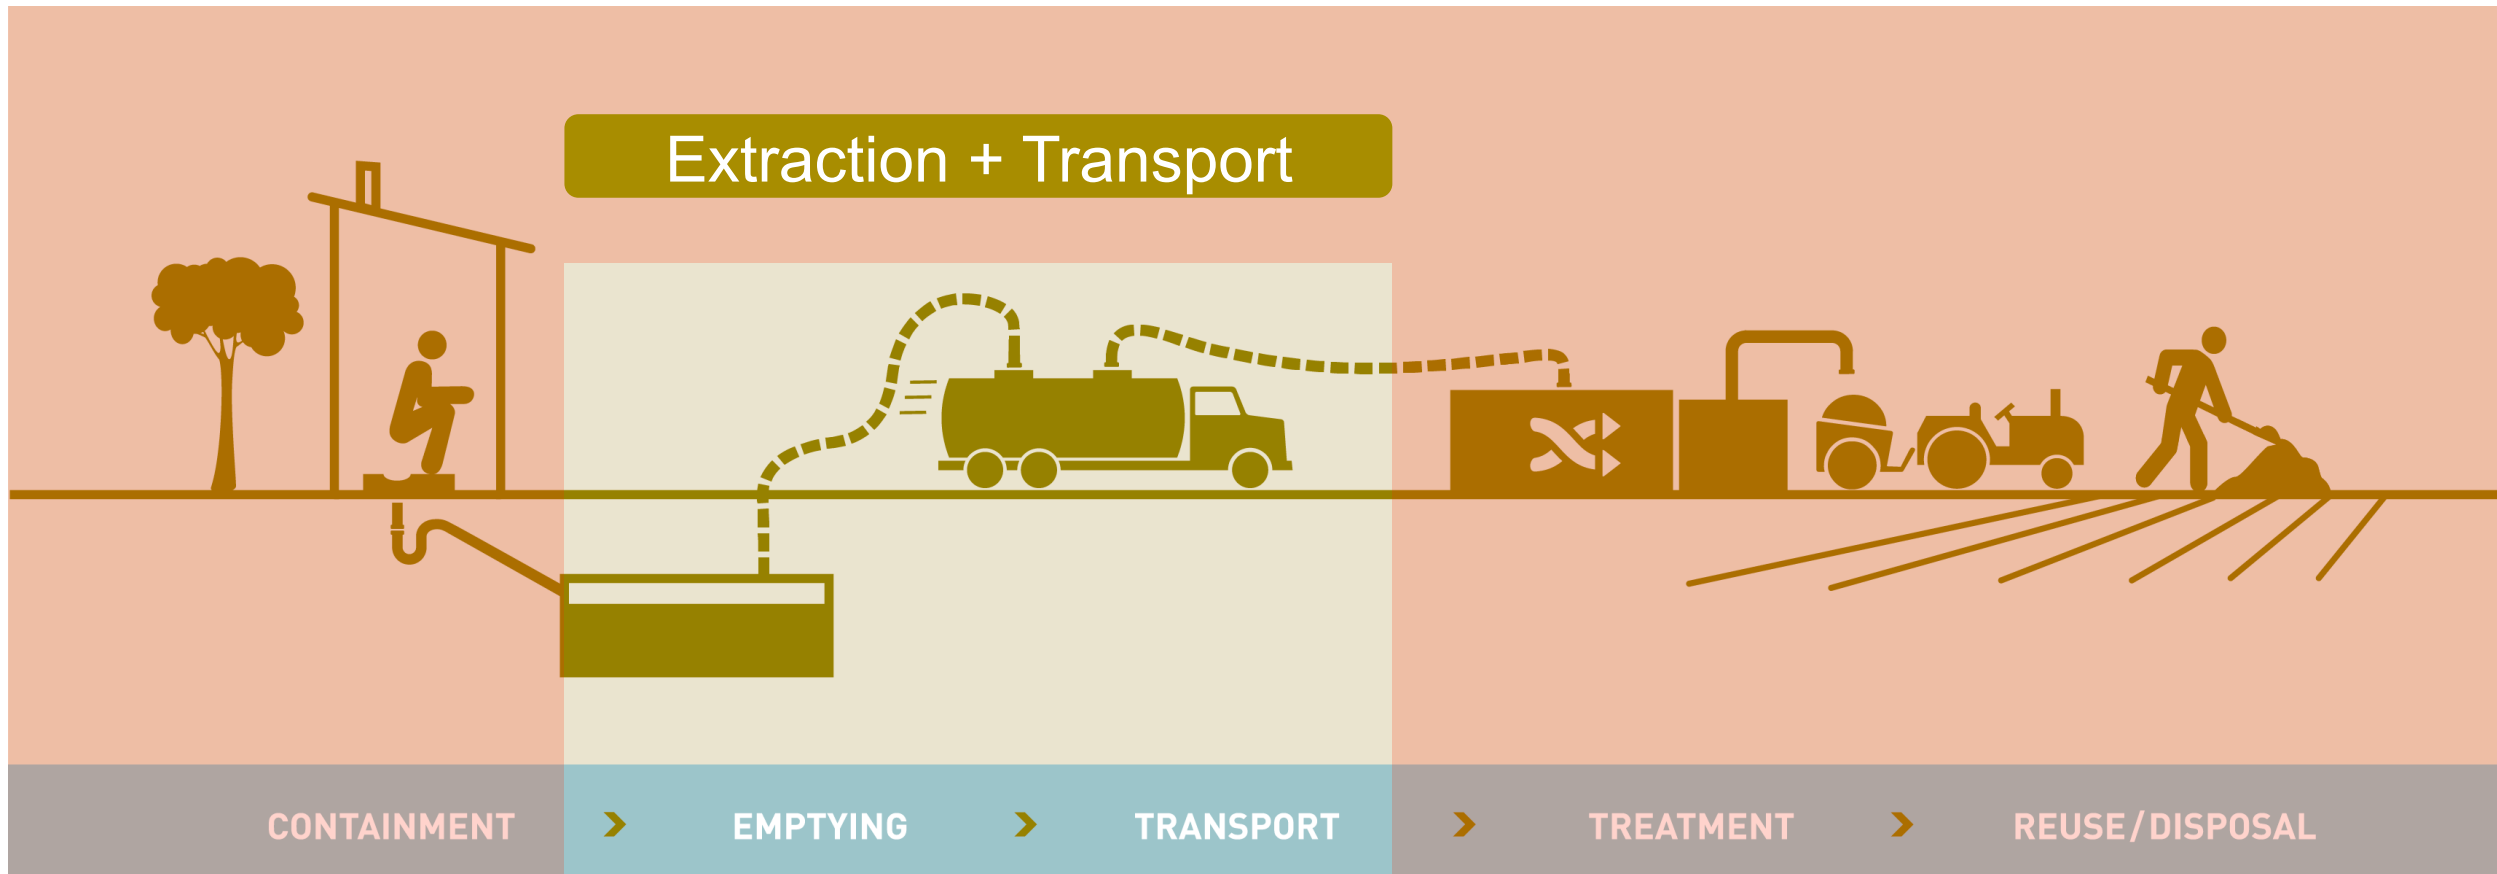 Extraction + Transport
CONTAINMENT > EMPTYING > TRANSPORT > TREATMENT > REUSE/DISPOSAL